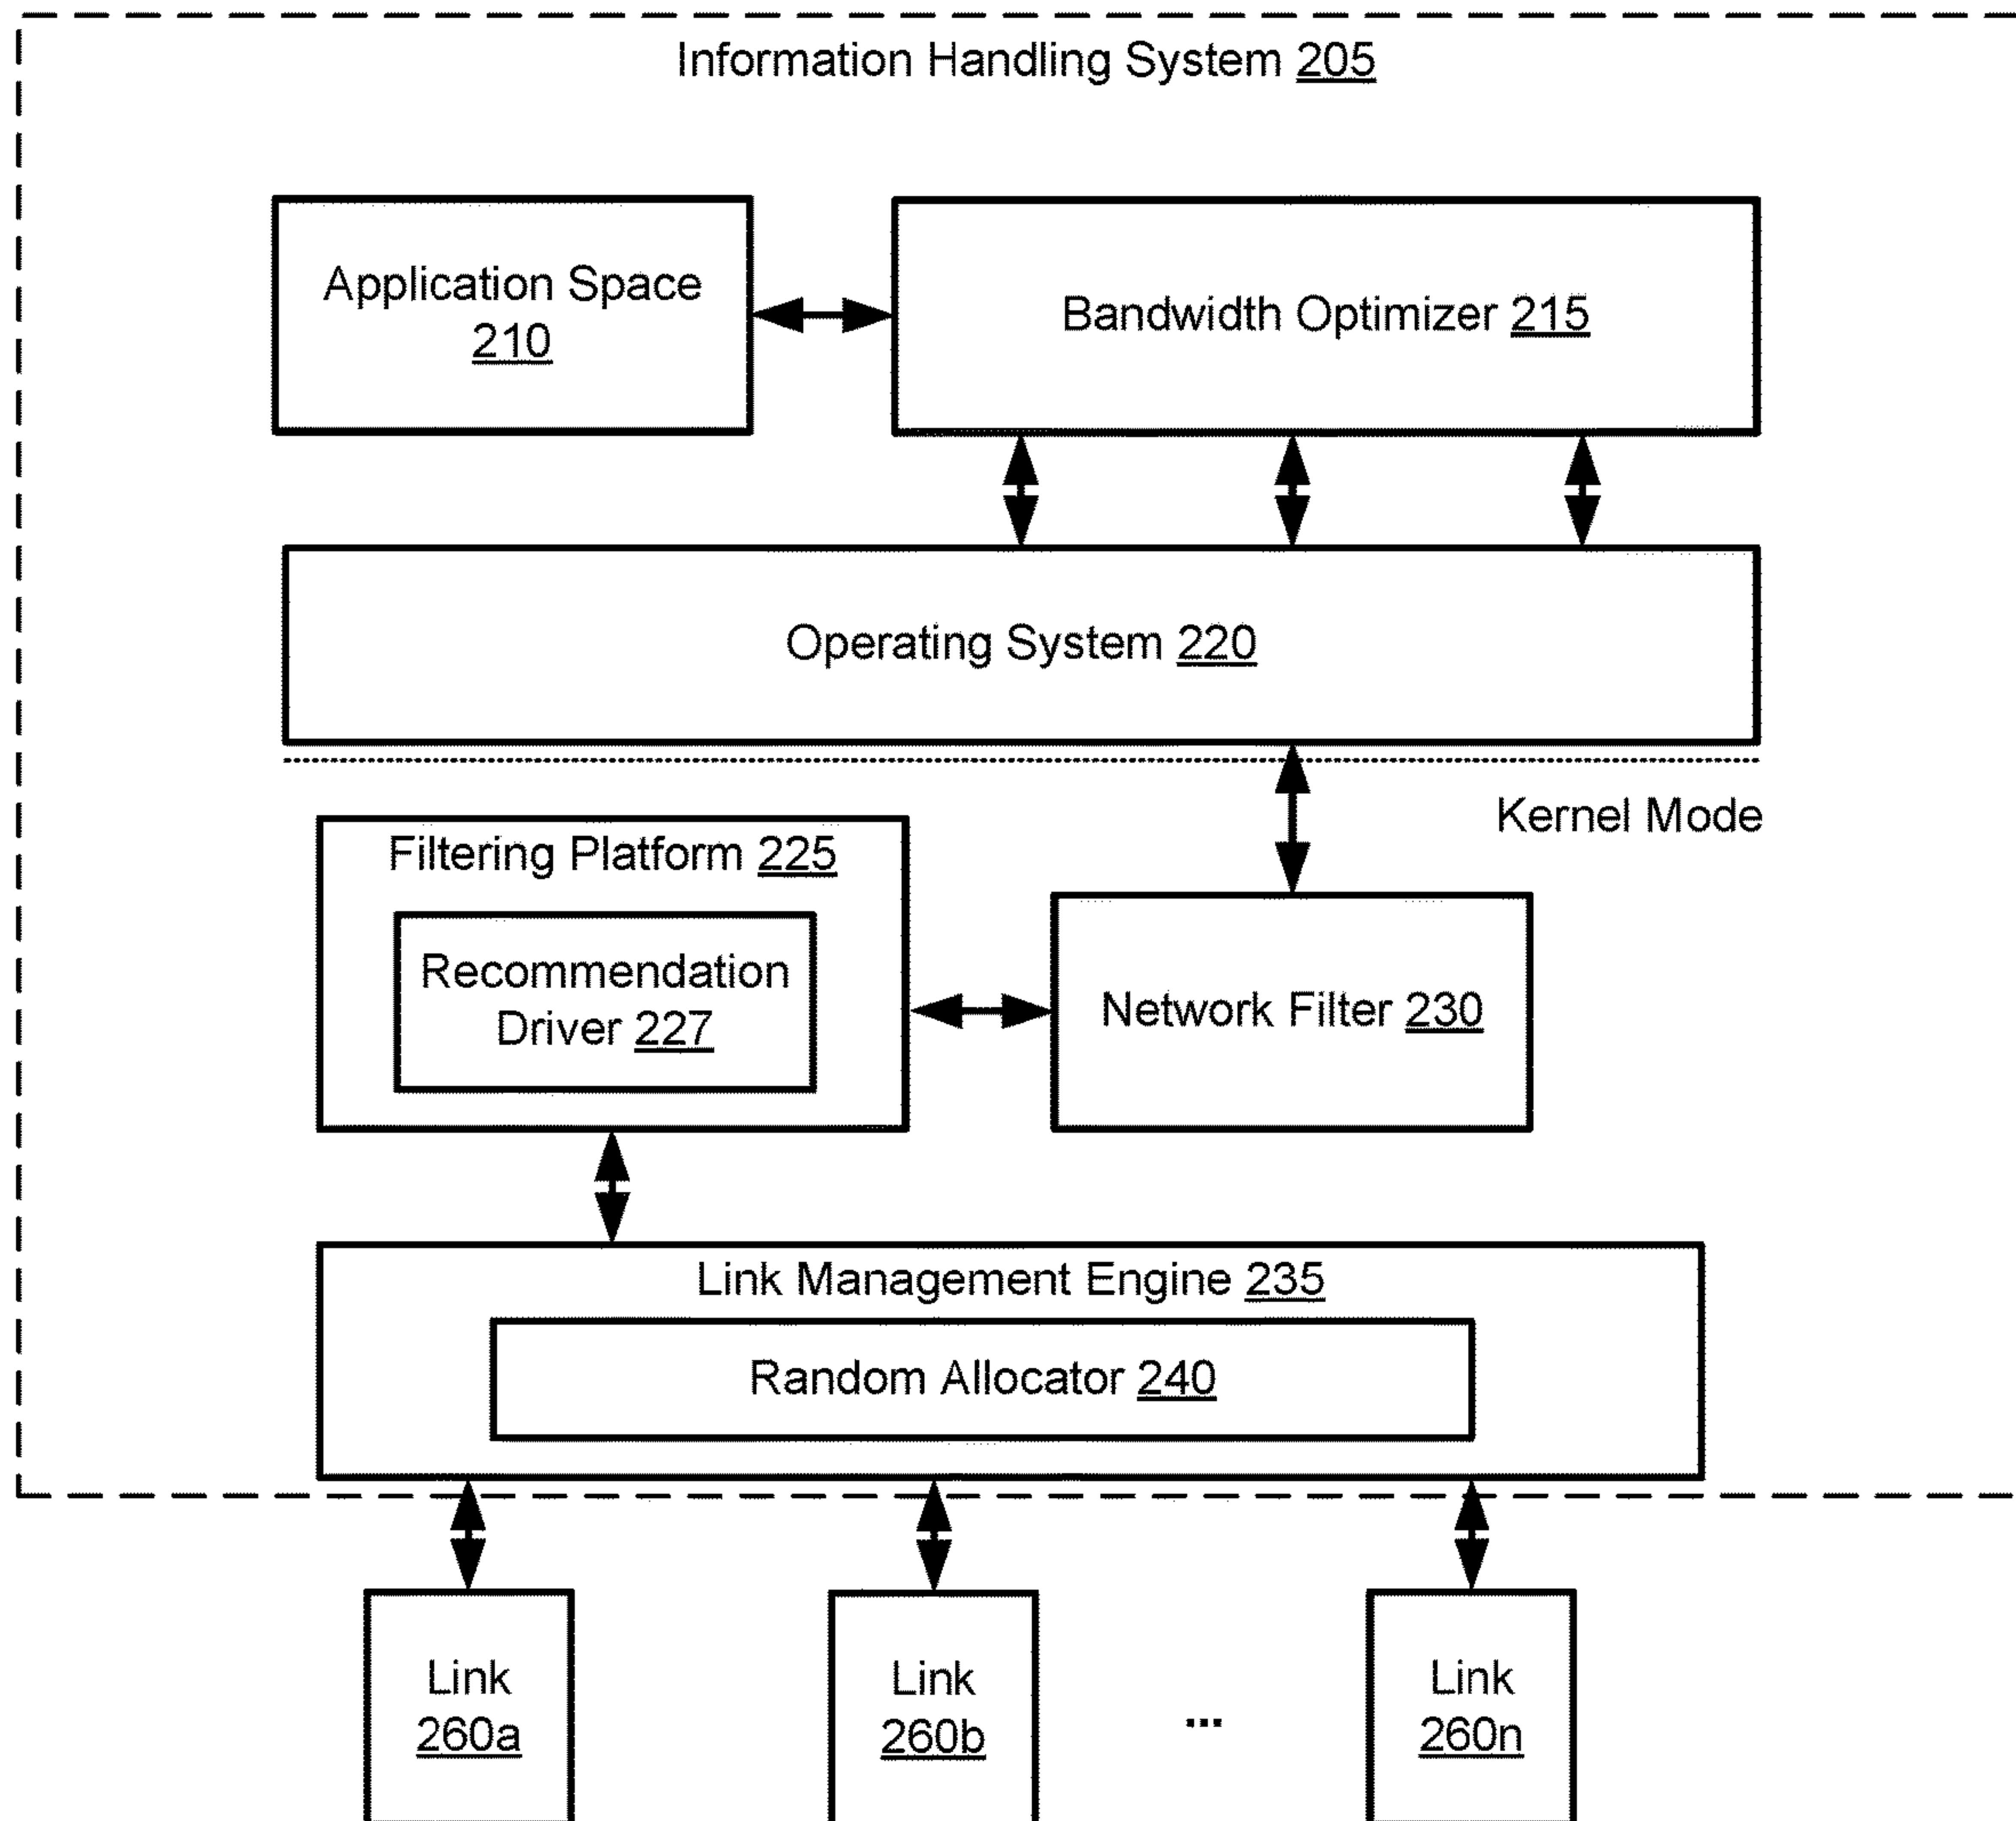 Information Handling System 205
Application Space
210
Bandwidth Optimizer 215
Operating System 220
Kernel Mode
Filtering Platform 225
Recommendation
Driver 227
Network Filter 230
Link Management Engine 235
Random Allocator 240
Link
260a
Link
260b
...
Link
260n